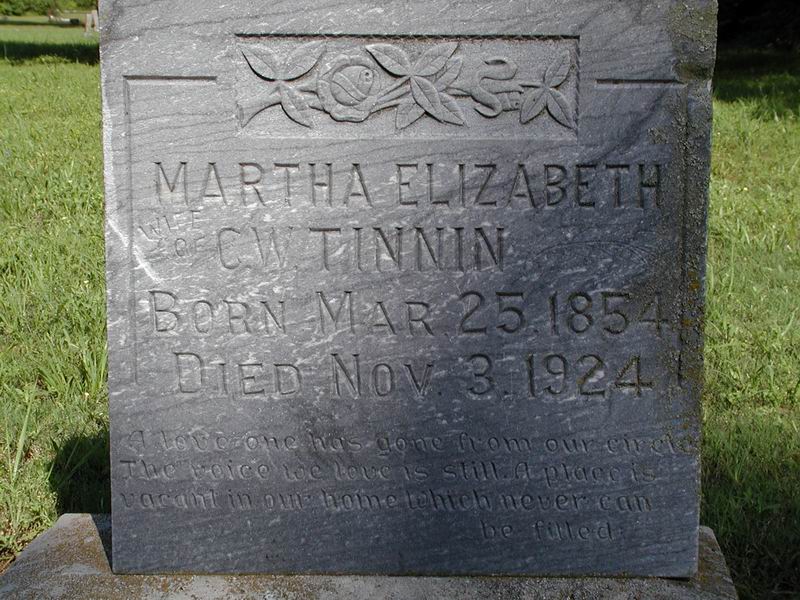 MARTHA ELIZABETH
WIFE OF C.W. TINNIN
BORN MAR. 25. 1854
DIED NOV. 3. 1924
A love one has gone from our circle
The voice we love is still. A place is
vacant in our home which never can
be filled.